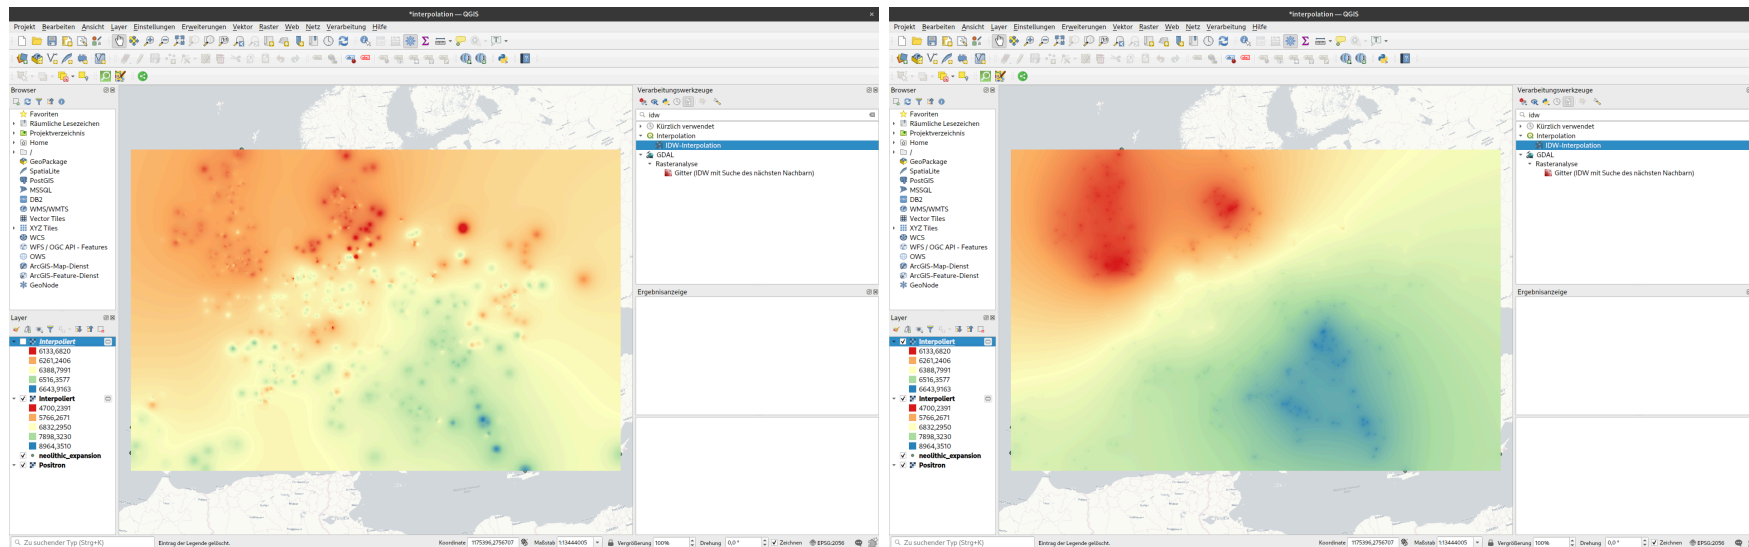 *interpolation — QGIS
Projekt Bearbeiten Ansicht Layer Einstellungen Erweiterungen Vektor Raster Web Netz Verarbeitung Hilfe
Browser
Favoriten
Räumliche Lesezeichen
Projektverzeichnis
Home
/
GeoPackage
SpatiaLite
PostGIS
MSSQL
DB2
WMS/WMTS
Vector Tiles
XYZ Tiles
WCS
WFS / OGC API - Features
OWS
ArcGIS-Map-Dienst
ArcGIS-Feature-Dienst
GeoNode
Layer
Interpoliert
6133,6820
6261,2406
6388,7991
6516,3577
6643,9163
Interpoliert
4700,2391
5766,2671
6832,2950
7898,3230
8964,3510
neolithic_expansion
Positron
Verarbeitungswerkzeuge
idw
Kürzlich verwendet
Interpolation
IDW-Interpolation
GDAL
Rasteranalyse
Gitter (IDW mit Suche des nächsten Nachbarn)
Ergebnisanzeige
Zu suchender Typ (Strg+K) Eintrag der Legende gelöscht. Koordinate 1175396,2756707 Maßstab 1:13444005 Vergrößerung 100% Drehung 0,0 ° Zeichnen EPSG:2056
*interpolation — QGIS
Projekt Bearbeiten Ansicht Layer Einstellungen Erweiterungen Vektor Raster Web Netz Verarbeitung Hilfe
Browser
Favoriten
Räumliche Lesezeichen
Projektverzeichnis
Home
/
GeoPackage
SpatiaLite
PostGIS
MSSQL
DB2
WMS/WMTS
Vector Tiles
XYZ Tiles
WCS
WFS / OGC API - Features
OWS
ArcGIS-Map-Dienst
ArcGIS-Feature-Dienst
GeoNode
Layer
Interpoliert
6133,6820
6261,2406
6388,7991
6516,3577
6643,9163
Interpoliert
4700,2391
5766,2671
6832,2950
7898,3230
8964,3510
neolithic_expansion
Positron
Verarbeitungswerkzeuge
idw
Kürzlich verwendet
Interpolation
IDW-Interpolation
GDAL
Rasteranalyse
Gitter (IDW mit Suche des nächsten Nachbarn)
Ergebnisanzeige
Zu suchender Typ (Strg+K) Eintrag der Legende gelöscht. Koordinate 1175396,2756707 Maßstab 1:13444005 Vergrößerung 100% Drehung 0,0 ° Zeichnen EPSG:2056